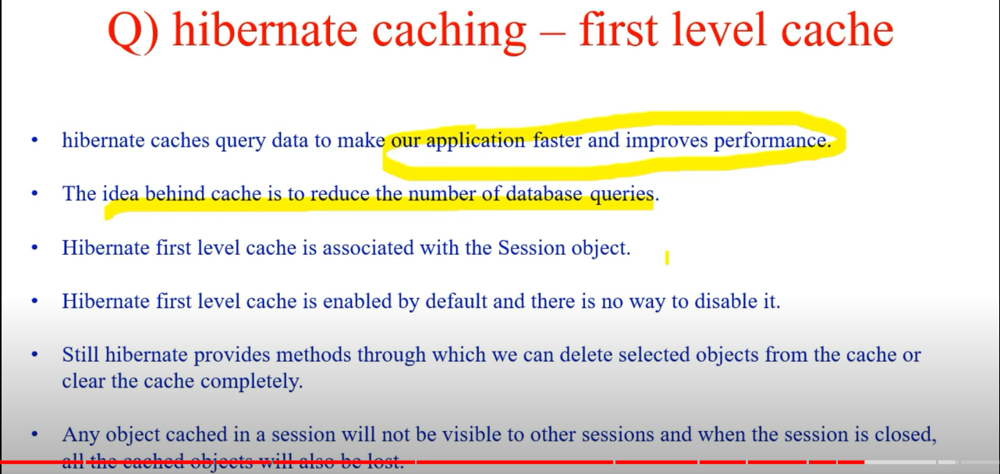 Q) hibernate caching – first level cache
• hibernate caches query data to make our application faster and improves performance.
• The idea behind cache is to reduce the number of database queries.
• Hibernate first level cache is associated with the Session object.
• Hibernate first level cache is enabled by default and there is no way to disable it.
• Still hibernate provides methods through which we can delete selected objects from the cache or
clear the cache completely.
• Any object cached in a session will not be visible to other sessions and when the session is closed,
all the cached objects will also be lost.